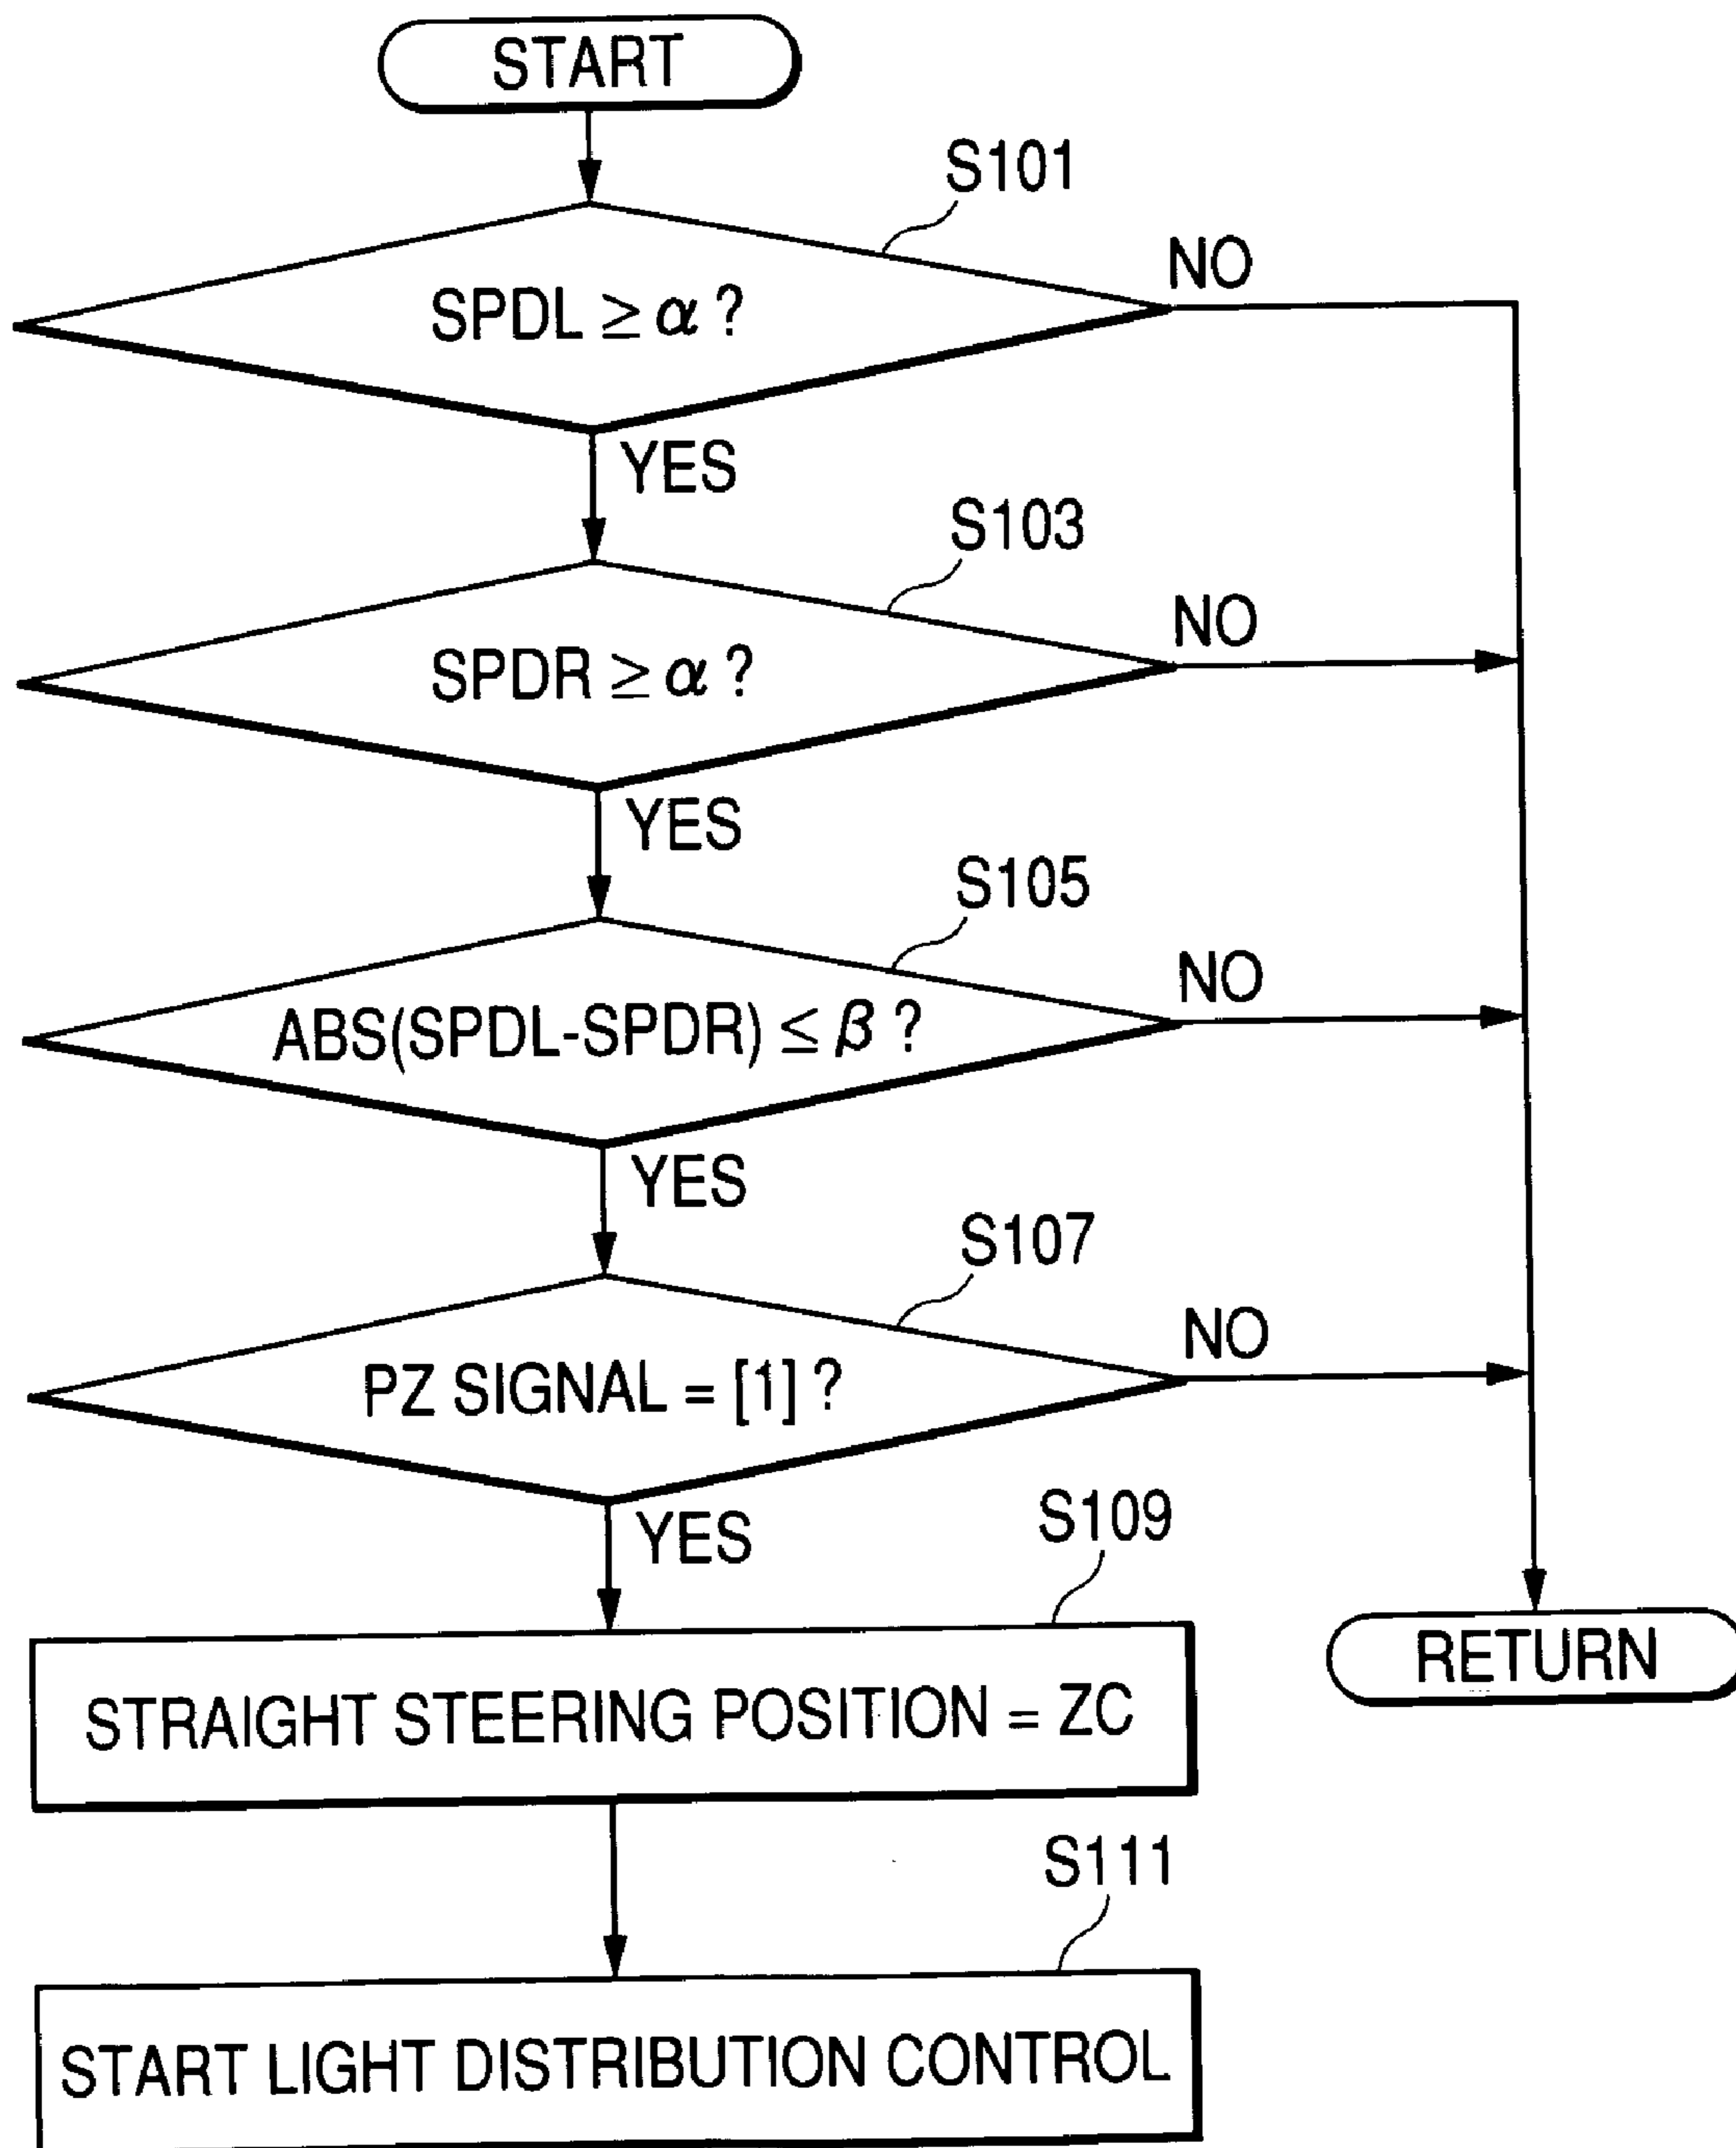 START
S101
SPDL ≥ α ?
NO
YES
S103
SPDR ≥ α ?
NO
YES
S105
ABS(SPDL-SPDR) ≤ β ?
NO
YES
S107
PZ SIGNAL = [1] ?
NO
YES
S109
STRAIGHT STEERING POSITION = ZC
RETURN
S111
START LIGHT DISTRIBUTION CONTROL